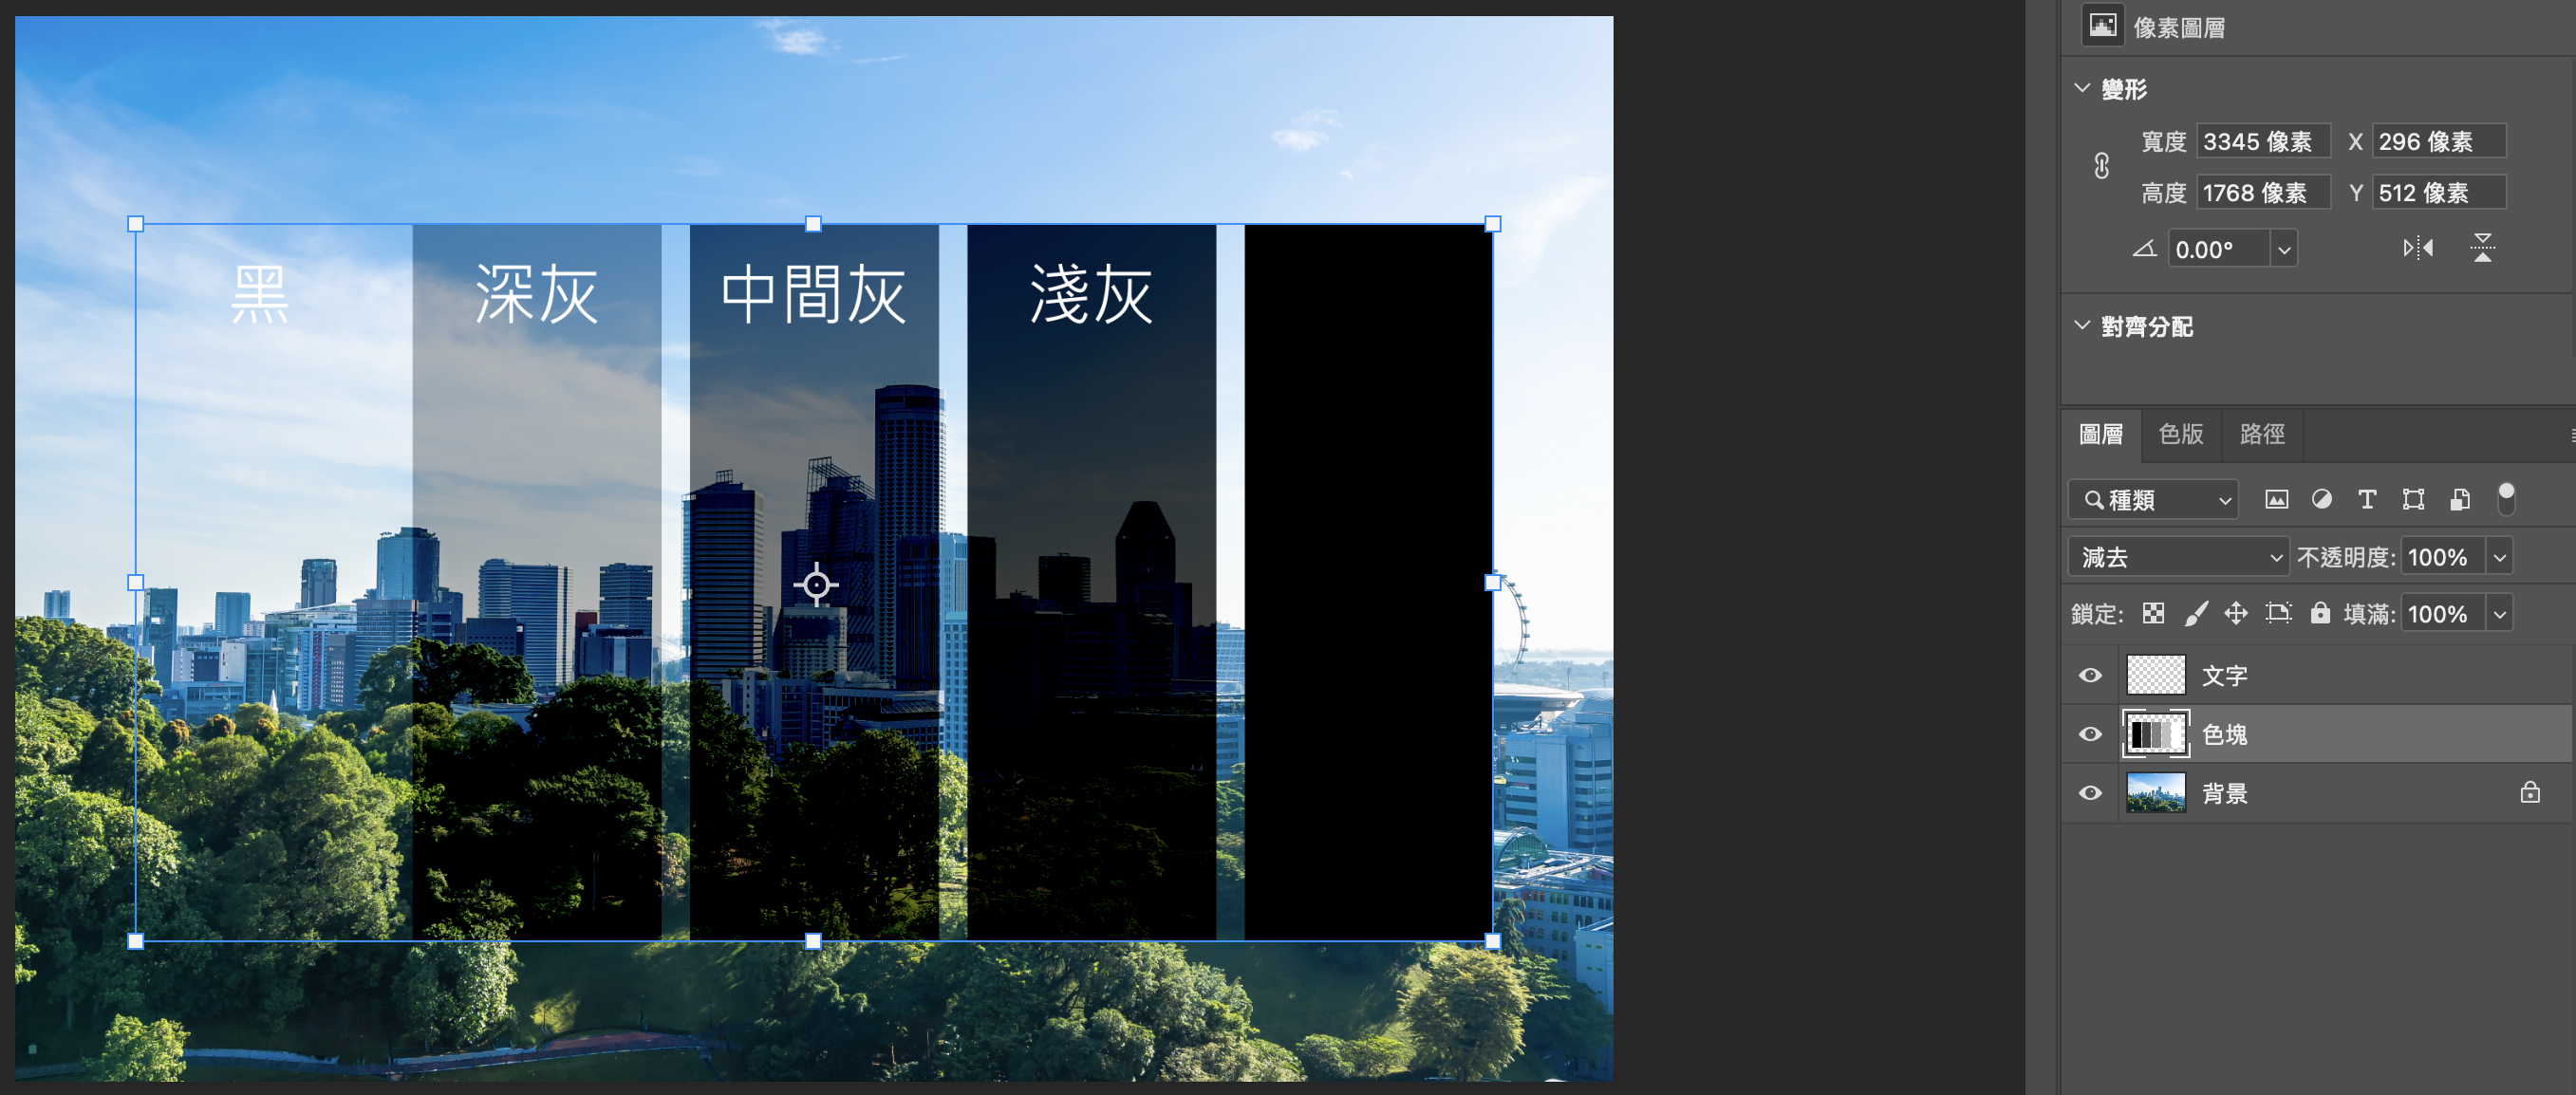 像素圖層
變形
寬度 3345 像素 X 296 像素
高度 1768 像素 Y 512 像素
0.00°
對齊分配
圖層 色版 路徑
種類
減去 不透明度: 100%
鎖定: 填滿: 100%
文字
色塊
背景
黑 深灰 中間灰 淺灰